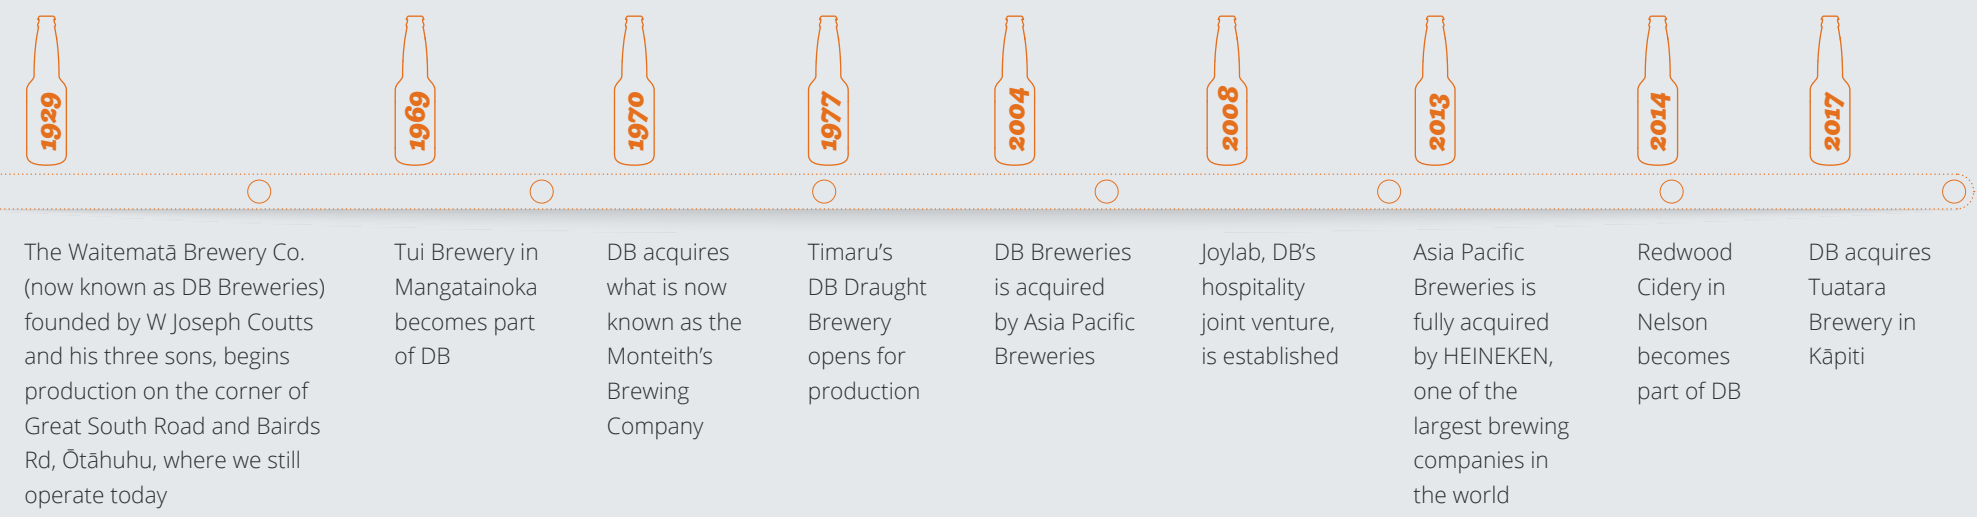 1929
The Waitematā Brewery Co.
(now known as DB Breweries)
founded by W Joseph Coutts
and his three sons, begins
production on the corner of
Great South Road and Bairds
Rd, Ōtāhuhu, where we still
operate today
1969
Tui Brewery in
Mangatainoka
becomes part
of DB
1970
DB acquires
what is now
known as the
Monteith’s
Brewing
Company
1977
Timaru’s
DB Draught
Brewery
opens for
production
2004
DB Breweries
is acquired
by Asia Pacific
Breweries
2008
Joylab, DB’s
hospitality
joint venture,
is established
2013
Asia Pacific
Breweries is
fully acquired
by HEINEKEN,
one of the
largest brewing
companies in
the world
2014
Redwood
Cidery in
Nelson
becomes
part of DB
2017
DB acquires
Tuatara
Brewery in
Kāpiti